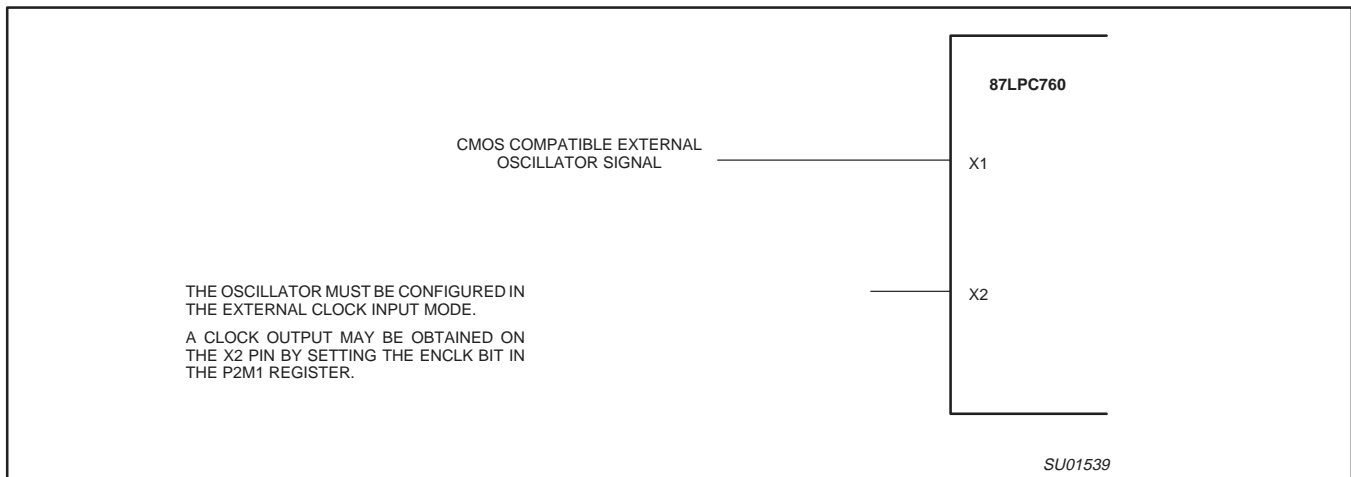 87LPC760
CMOS COMPATIBLE EXTERNAL
OSCILLATOR SIGNAL
X1
THE OSCILLATOR MUST BE CONFIGURED IN
THE EXTERNAL CLOCK INPUT MODE.
X2
A CLOCK OUTPUT MAY BE OBTAINED ON
THE X2 PIN BY SETTING THE ENCLK BIT IN
THE P2M1 REGISTER.
SU01539